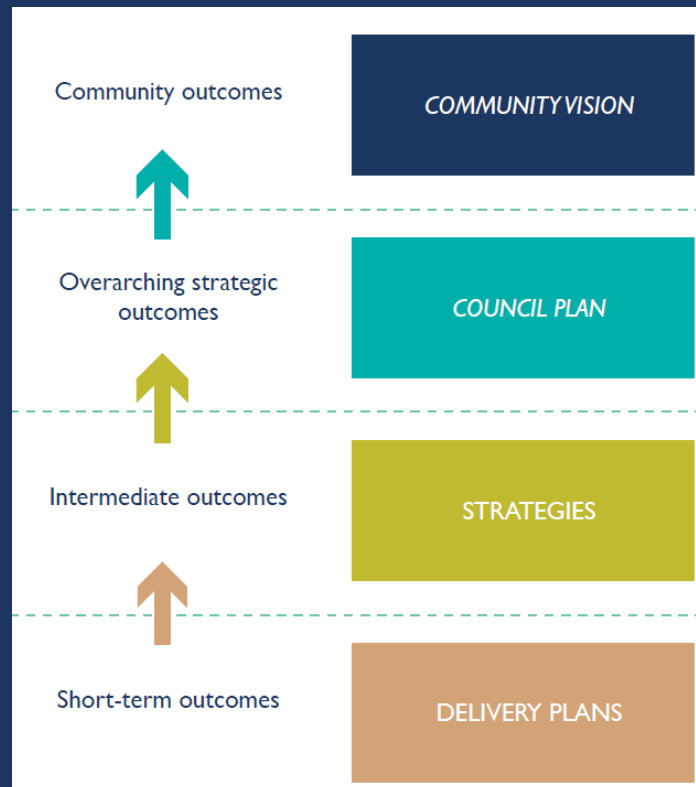 Community outcomes
COMMUNITY VISION
Overarching strategic
outcomes
COUNCIL PLAN
Intermediate outcomes
STRATEGIES
Short-term outcomes
DELIVERY PLANS